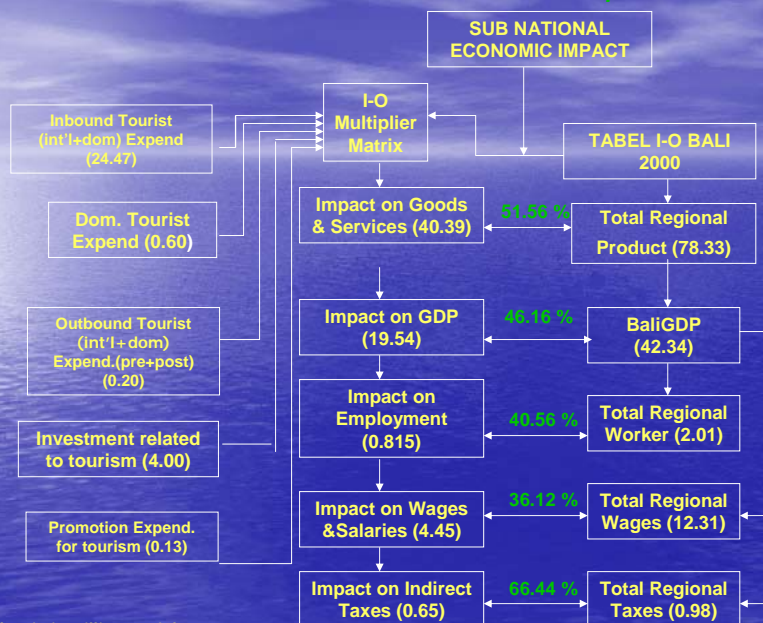 SUB NATIONAL
ECONOMIC IMPACT
I-O
Multiplier
Matrix
Inbound Tourist
(int'l+dom) Expend
(24.47)
TABEL I-O BALI
2000
Dom. Tourist
Expend (0.60)
Impact on Goods
& Services (40.39)
51.56 %
Total Regional
Product (78.33)
Outbound Tourist
(int'l+dom)
Expend.(pre+post)
(0.20)
Impact on GDP
(19.54)
46.16 %
BaliGDP
(42.34)
Investment related
to tourism (4.00)
Impact on
Employment
(0.815)
40.56 %
Total Regional
Worker (2.01)
Promotion Expend.
for tourism (0.13)
Impact on Wages
&Salaries (4.45)
36.12 %
Total Regional
Wages (12.31)
Impact on Indirect
Taxes (0.65)
66.44 %
Total Regional
Taxes (0.98)